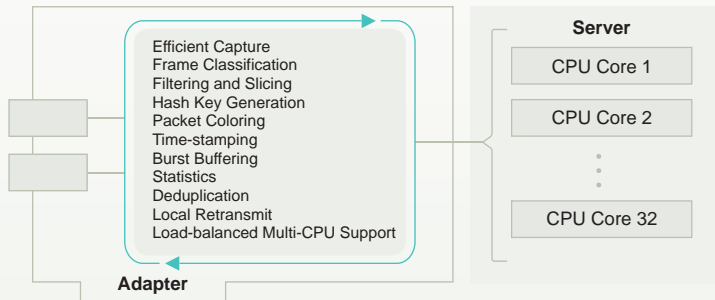 Efficient Capture
Frame Classification
Filtering and Slicing
Hash Key Generation
Packet Coloring
Time-stamping
Burst Buffering
Statistics
Deduplication
Local Retransmit
Load-balanced Multi-CPU Support
Adapter
Server
CPU Core 1
CPU Core 2
CPU Core 32